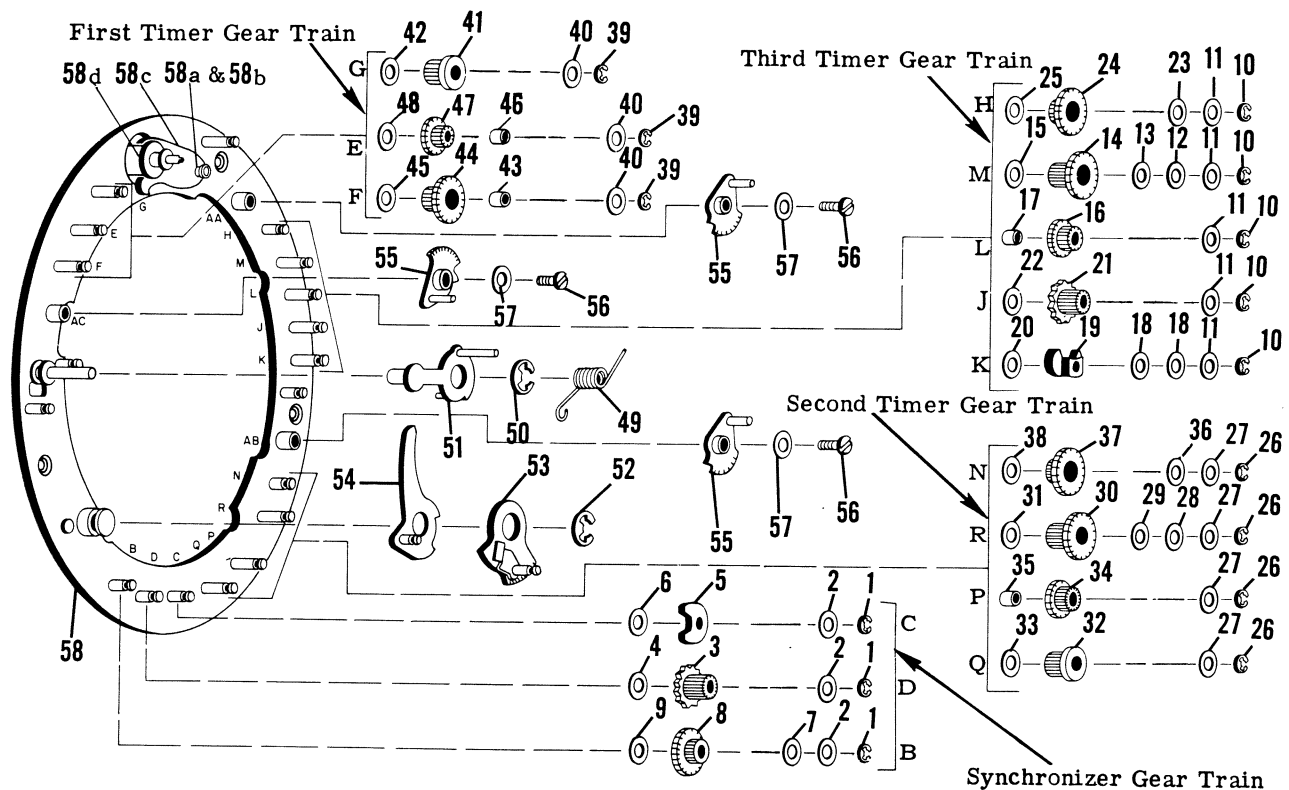 First Timer Gear Train
42 41 40 39
58d 58c 58a & 58b
G
48 47 46 40 39
E
45 44 43 40 39
F
Third Timer Gear Train
25 24 23 11 10
H
15 14 13 12 11 10
M
17 16 11 10
L
22 21 11 10
J
20 19 18 18 11 10
K
55 57 56
55 57 56
G
E
F
AA
H
M
L
J
K
AC
AB
N
R
P
Q
C
D
B
51 50 49
54 53 52
55 57 56
58
Second Timer Gear Train
38 37 36 27 26
N
31 30 29 28 27 26
R
35 34 27 26
P
33 32 27 26
Q
6 5 2 1
C
4 3 2 1
D
9 8 7 2 1
B
Synchronizer Gear Train